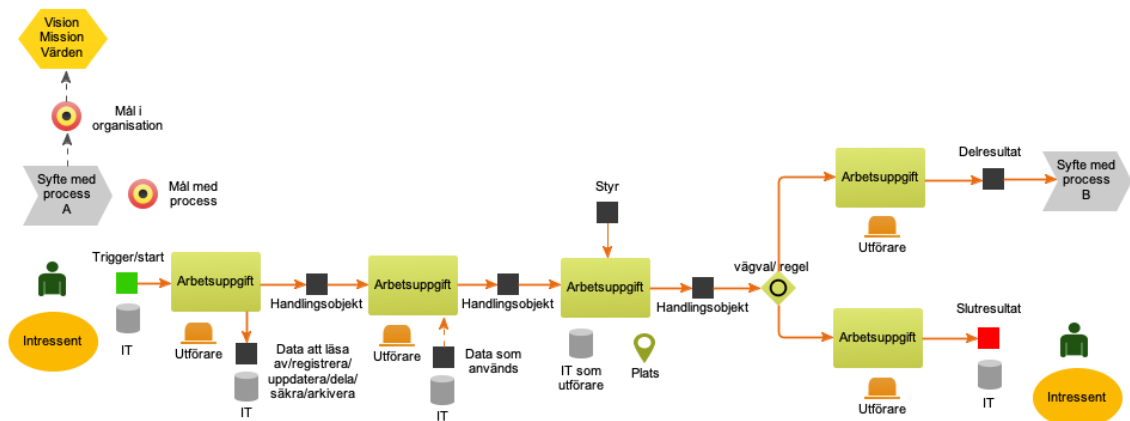 Vision
Mission
Värden
Mål i
organisation
Syfte med
process
A
Mål med
process
Intressent
Trigger/start
IT
Arbetsuppgift
Utförare
Data att läsa
av/registrera/
uppdatera/dela/
säkra/arkivera
IT
Handlingsobjekt
Arbetsuppgift
Utförare
Data som
används
IT
Handlingsobjekt
Styr
Arbetsuppgift
IT som
utförare
Plats
Handlingsobjekt
vägval/ regel
Arbetsuppgift
Utförare
Delresultat
Syfte med
process
B
Arbetsuppgift
Utförare
Slutresultat
IT
Intressent